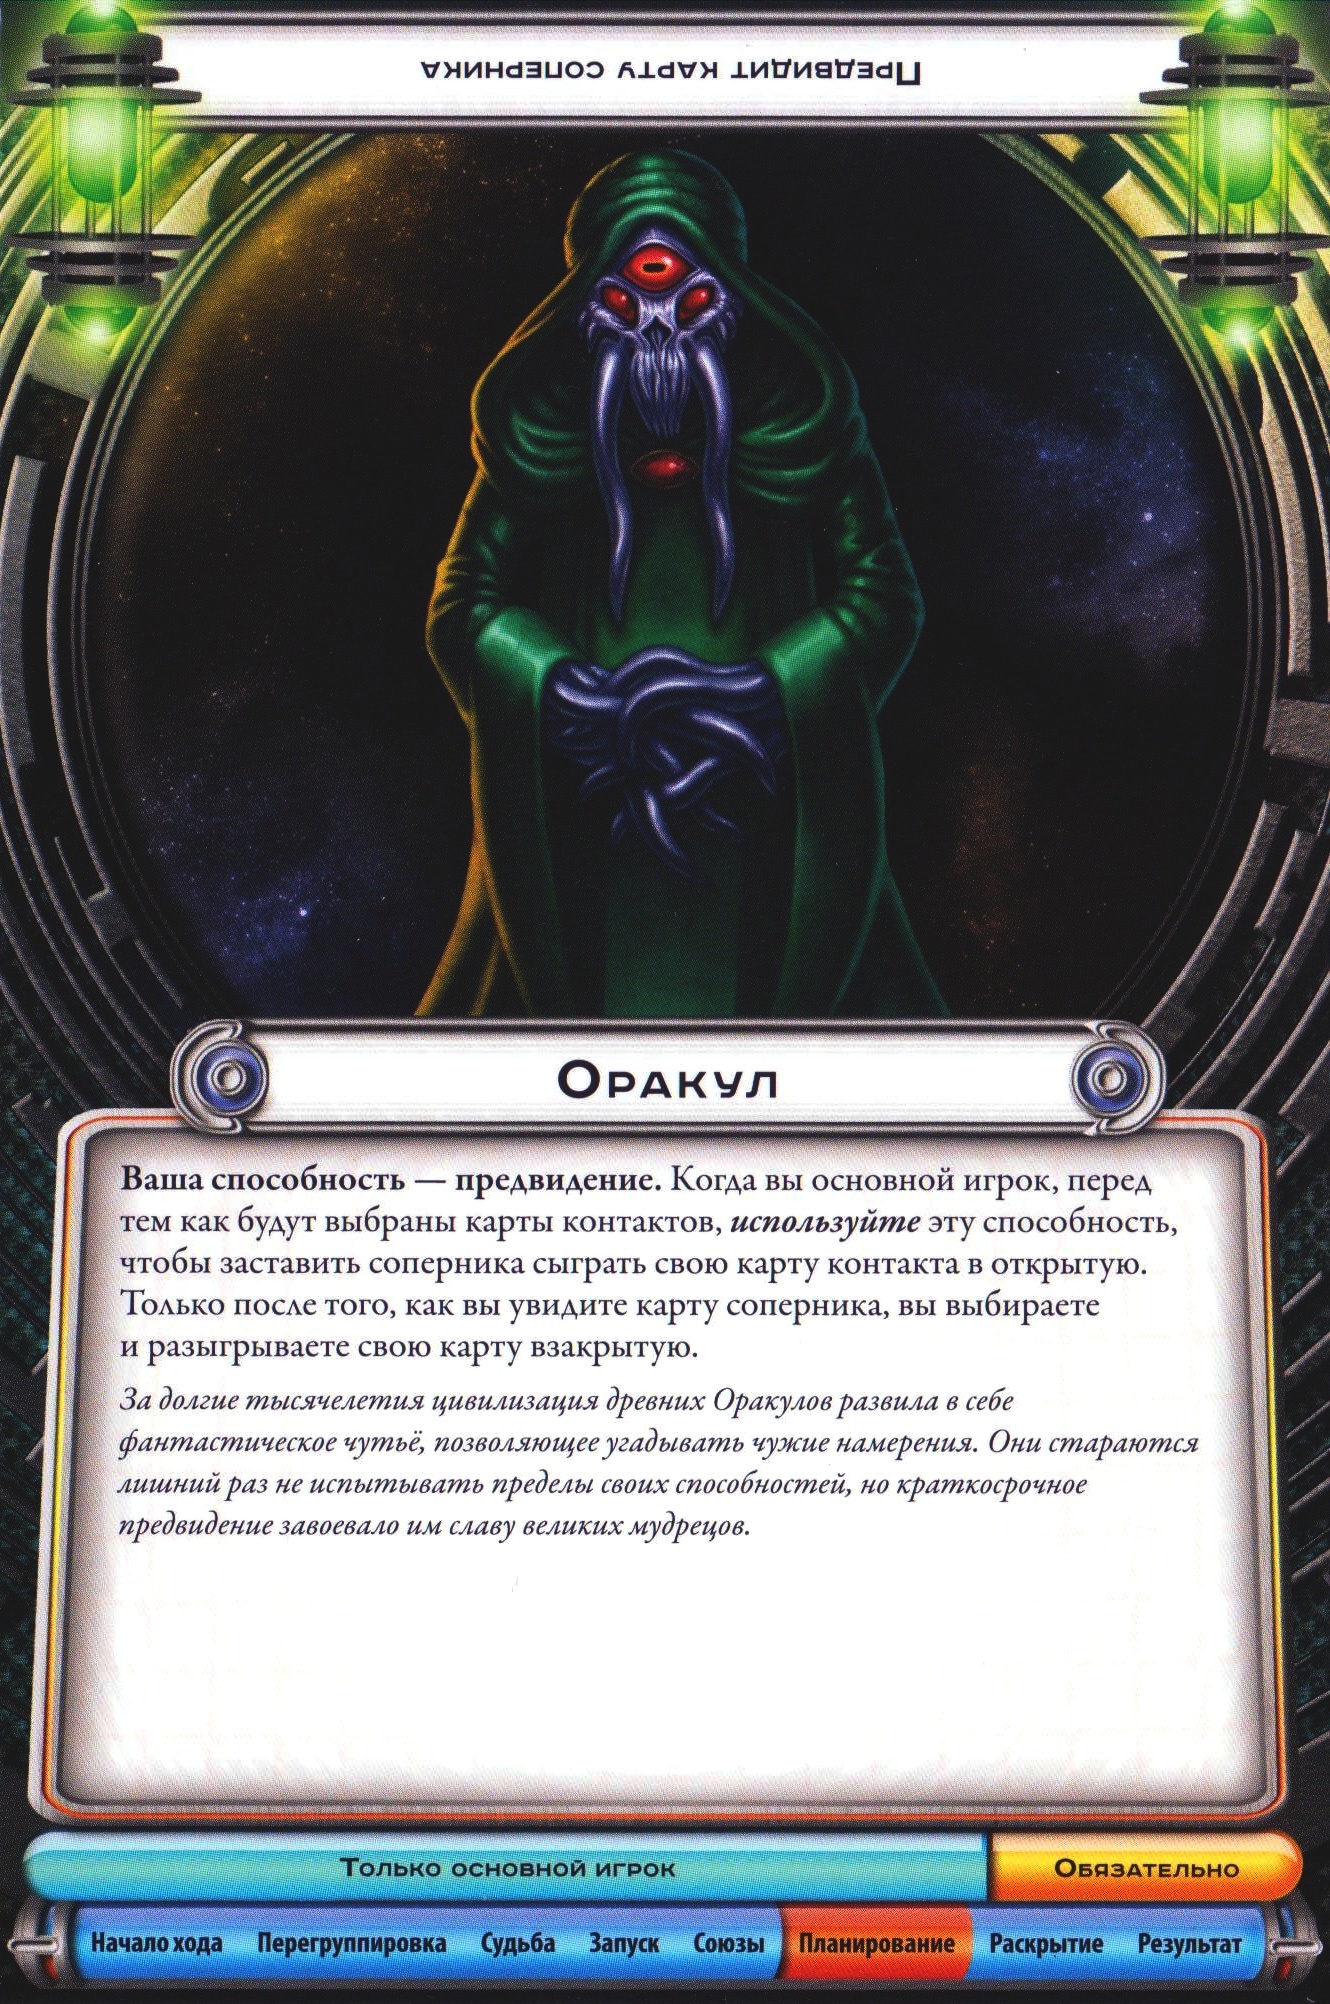 Предвидит карту соперника
Оракул
Ваша способность — предвидение. Когда вы основной игрок, перед
тем как будут выбраны карты контактов, используйте эту способность,
чтобы заставить соперника сыграть свою карту контакта в открытую.
Только после того, как вы увидите карту соперника, вы выбираете
и разыгрываете свою карту взакрытую.
За долгие тысячелетия цивилизация древних Оракулов развила в себе
фантастическое чутьё, позволяющее угадывать чужие намерения. Они стараются
лишний раз не испытывать пределы своих способностей, но краткосрочное
предвидение завоевало им славу великих мудрецов.
Только основной игрок Обязательно
Начало хода Перегруппировка Судьба Запуск Союзы Планирование Раскрытие Результат